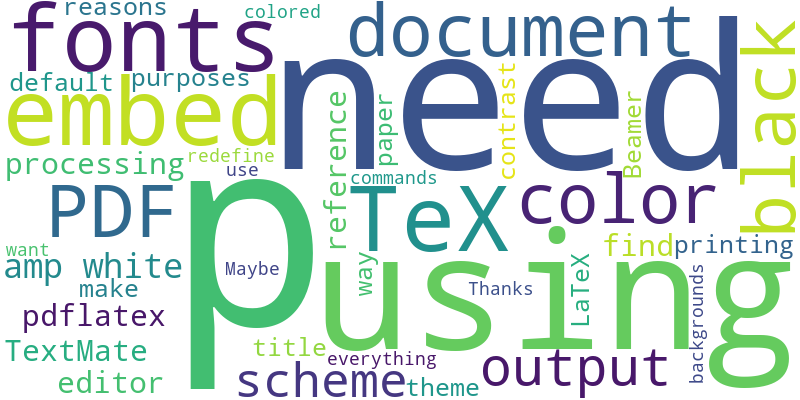 reasons
colored
fonts
document
need
black
default
purposes
embed
contrast
Beamer
paper
reference
processing
redefine
use
commands
PDF
p
TeX
color
find
printing
want
amp white
Maybe
way
using
make
Thanks
LaTeX
backgrounds
pdflatex
TextMate
title
everything
output
editor
scheme
theme